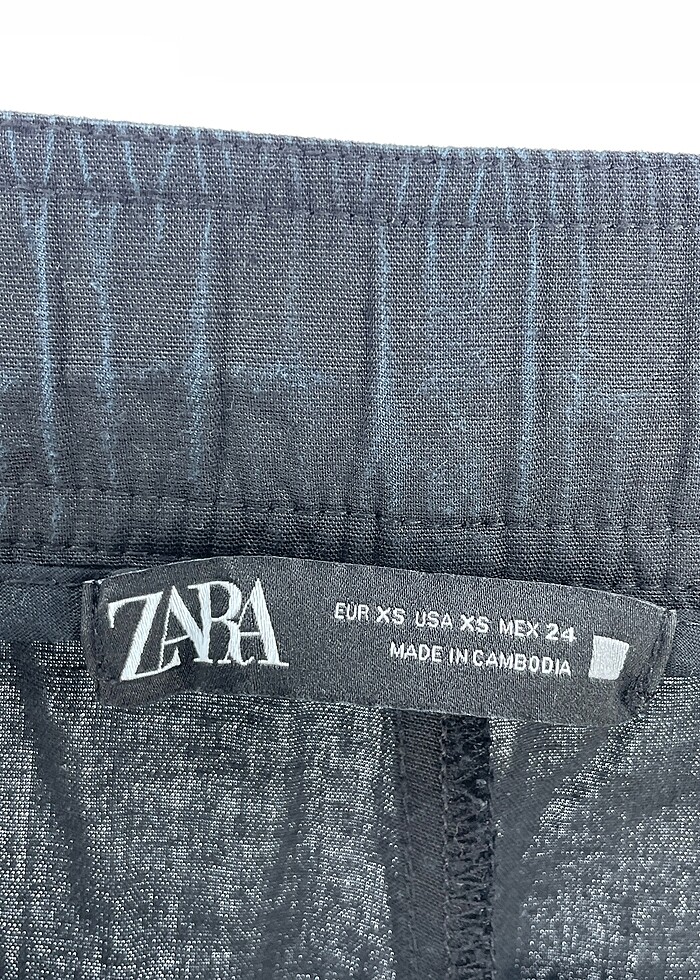 ZARA
EUR XS USA XS MEX 24
MADE IN CAMBODIA